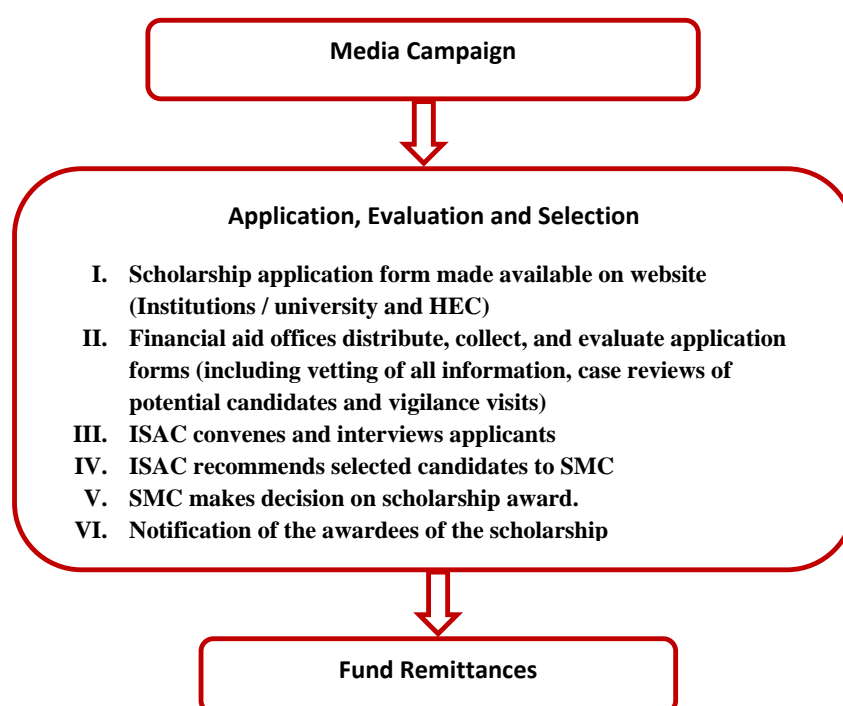 Media Campaign
Application, Evaluation and Selection
I. Scholarship application form made available on website
(Institutions / university and HEC)
II. Financial aid offices distribute, collect, and evaluate application
forms (including vetting of all information, case reviews of
potential candidates and vigilance visits)
III. ISAC convenes and interviews applicants
IV. ISAC recommends selected candidates to SMC
V. SMC makes decision on scholarship award.
VI. Notification of the awardees of the scholarship
Fund Remittances